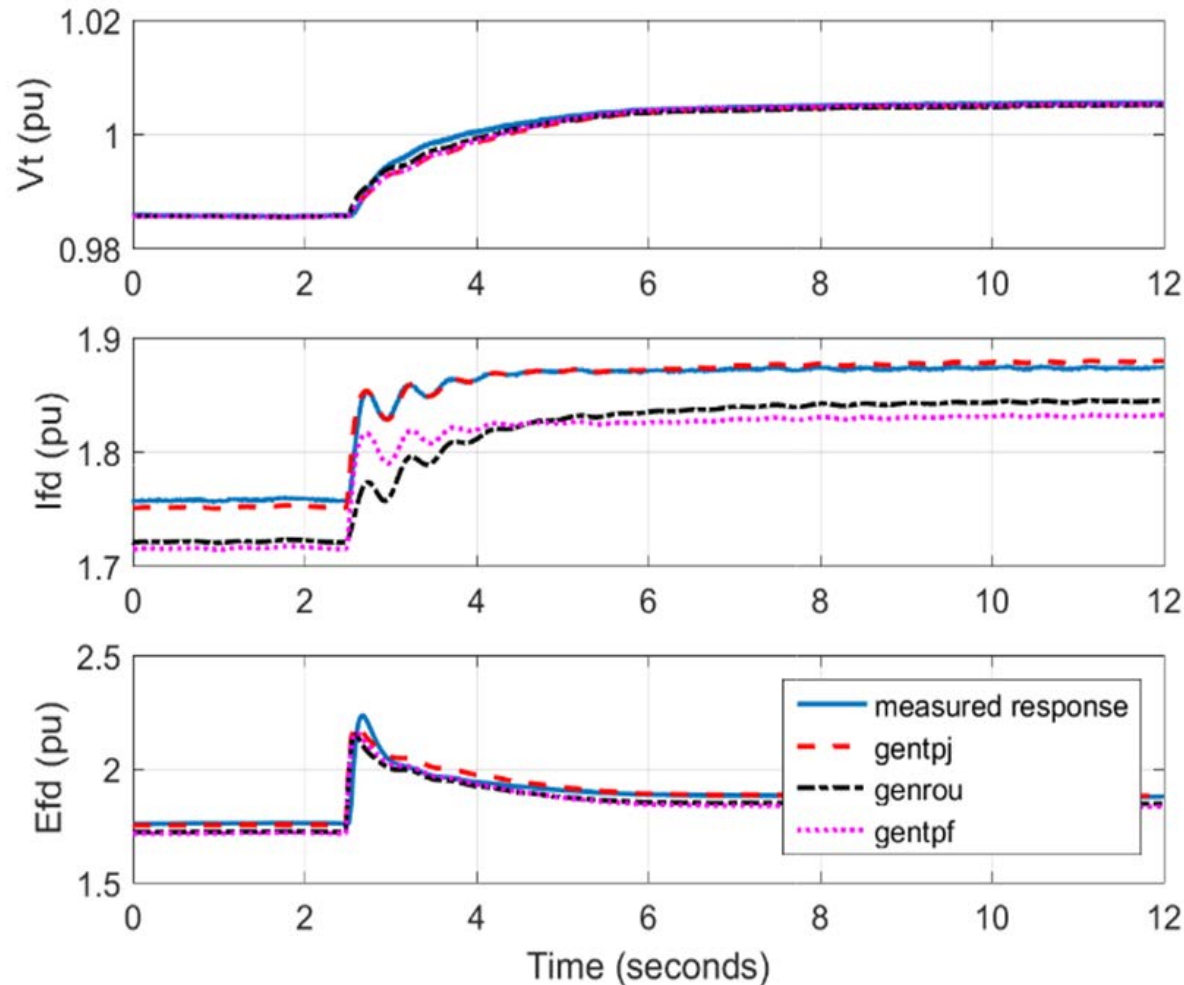 1.02
1
0.98
Vt (pu)
0 2 4 6 8 10 12
1.9
1.8
1.7
Ifd (pu)
0 2 4 6 8 10 12
2.5
2
1.5
Efd (pu)
measured response
gentpj
genrou
gentpf
0 2 4 6 8 10 12
Time (seconds)